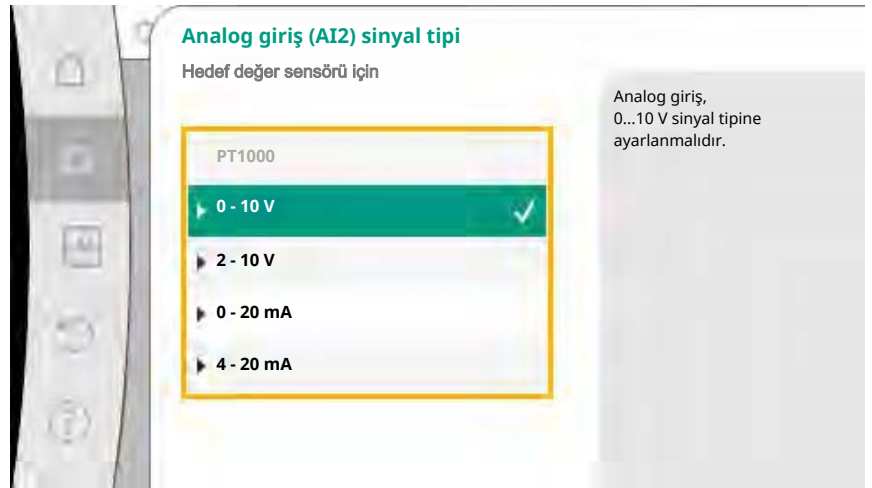 Analog giriş (AI2) sinyal tipi
Hedef değer sensörü için
Analog giriş,
0...10 V sinyal tipine
ayarlanmalıdır.
PT1000
0 - 10 V
2 - 10 V
0 - 20 mA
4 - 20 mA